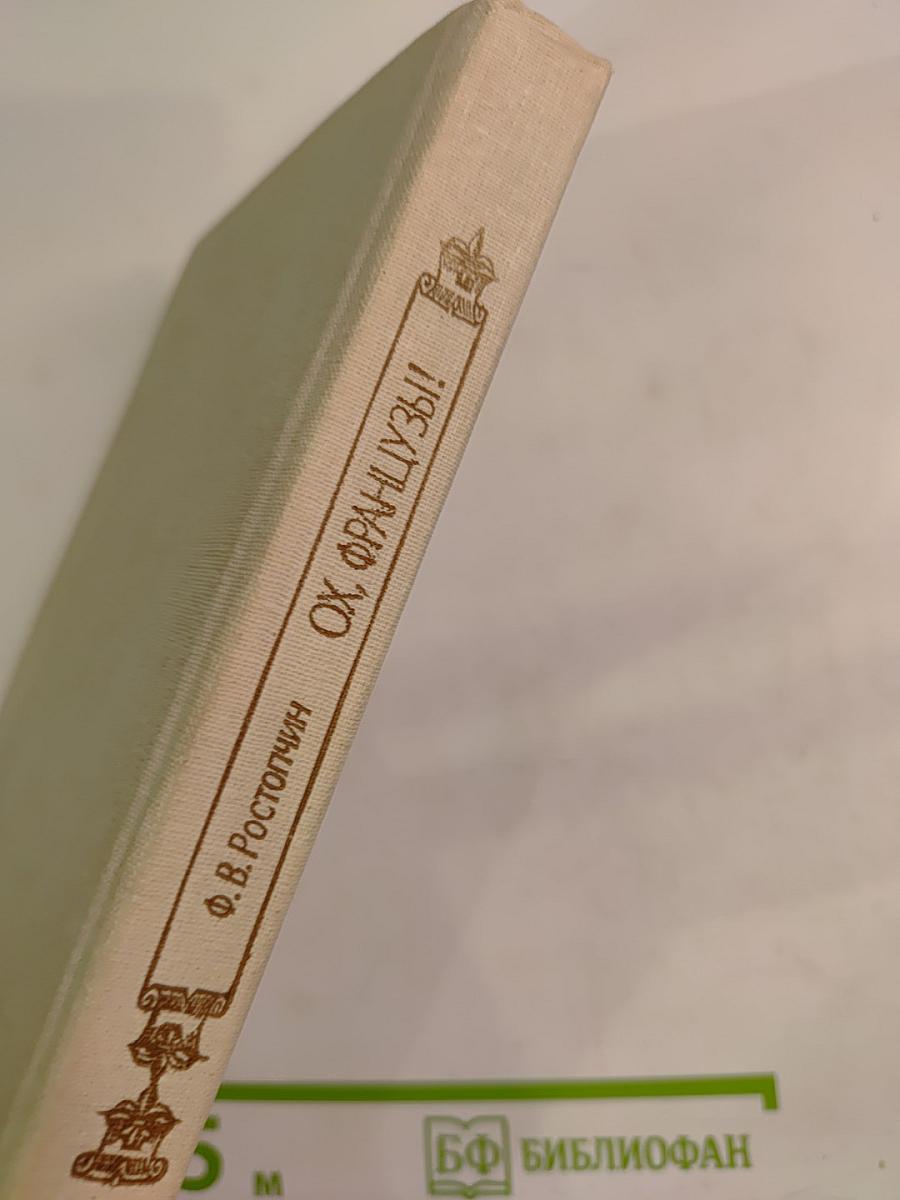 Ф. В. Ростопчин ОХ, ФРАНЦУЗЫ!
м
БФ БИБЛИОФАН